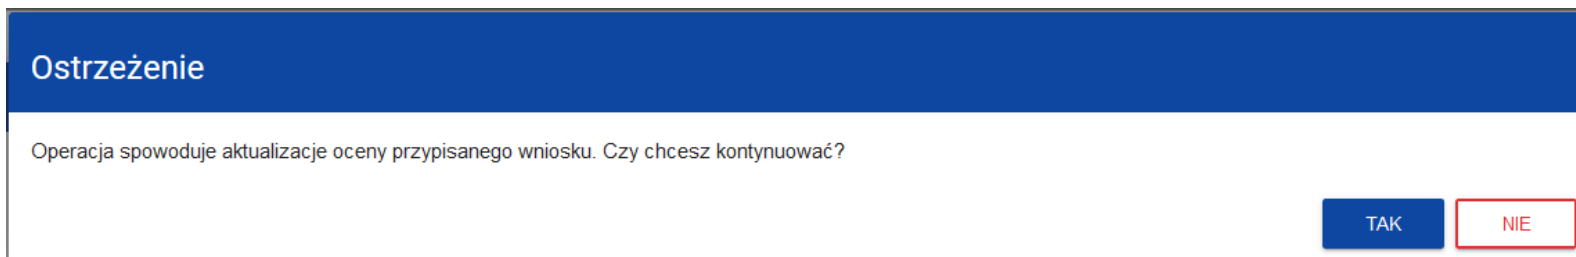 Ostrzeżenie
Operacja spowoduje aktualizacje oceny przypisanego wniosku. Czy chcesz kontynuować?
TAK NIE